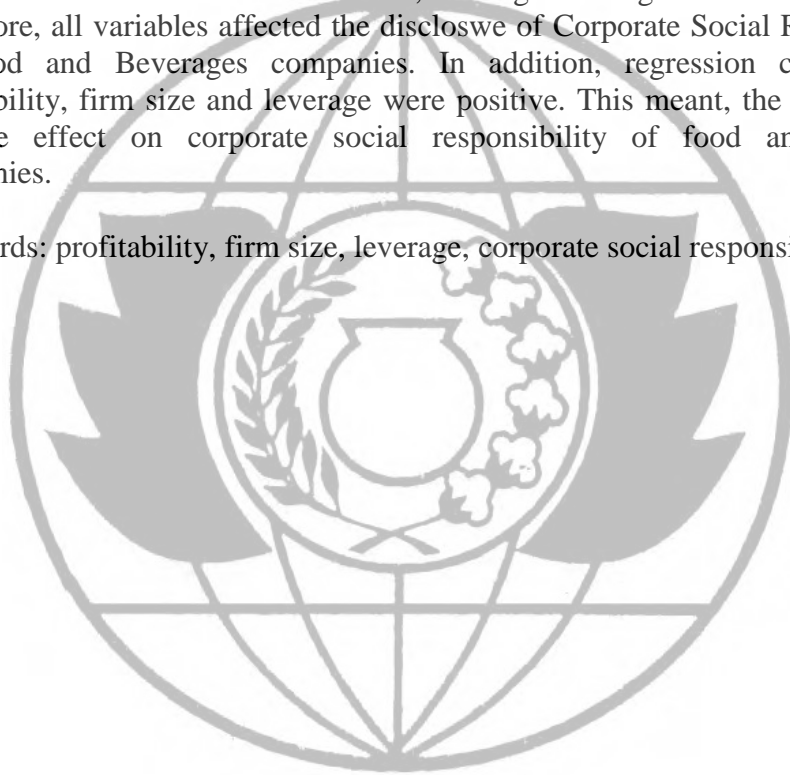 ore, all variables affected the discloswe of Corporate Social R
od and Beverages companies. In addition, regression c
bility, firm size and leverage were positive. This meant, the
e effect on corporate social responsibility of food an
nies.
rds: profitability, firm size, leverage, corporate social responsi